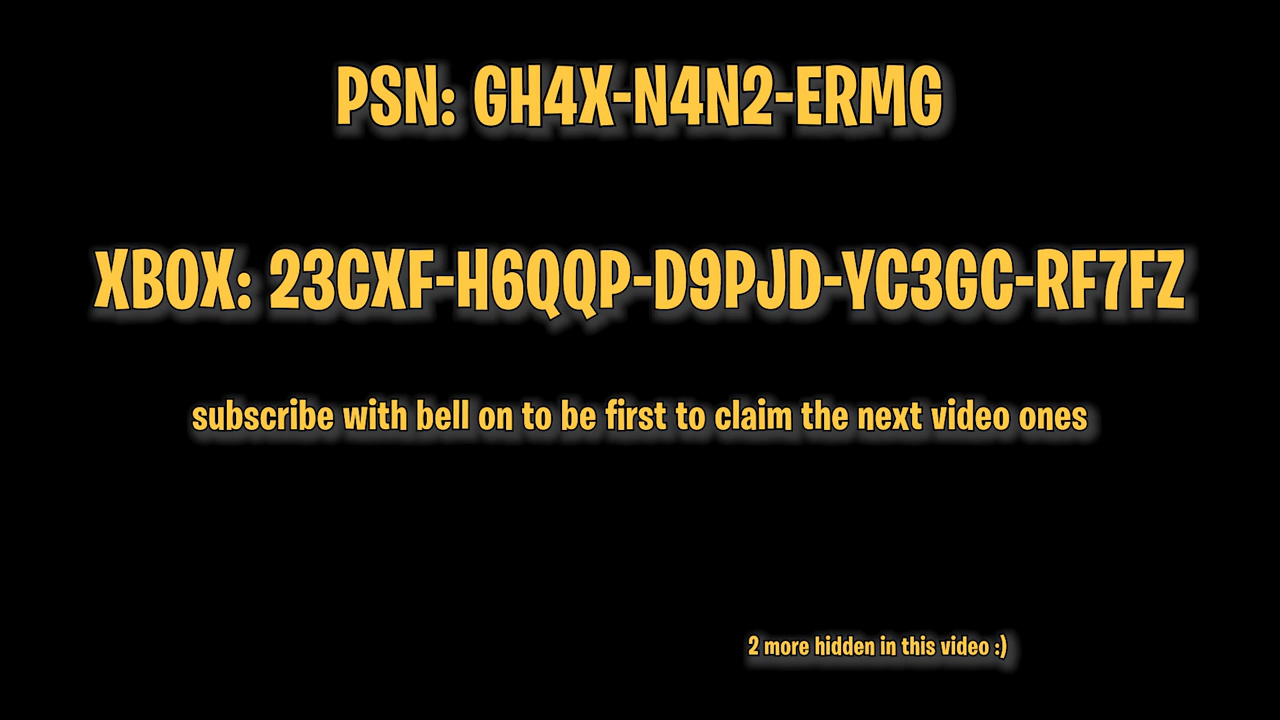 PSN: GH4X-N4N2-ERMG
XBOX: 23CXF-H6QQP-D9PJD-YC3GC-RF7FZ
subscribe with bell on to be first to claim the next video ones
2 more hidden in this video :)